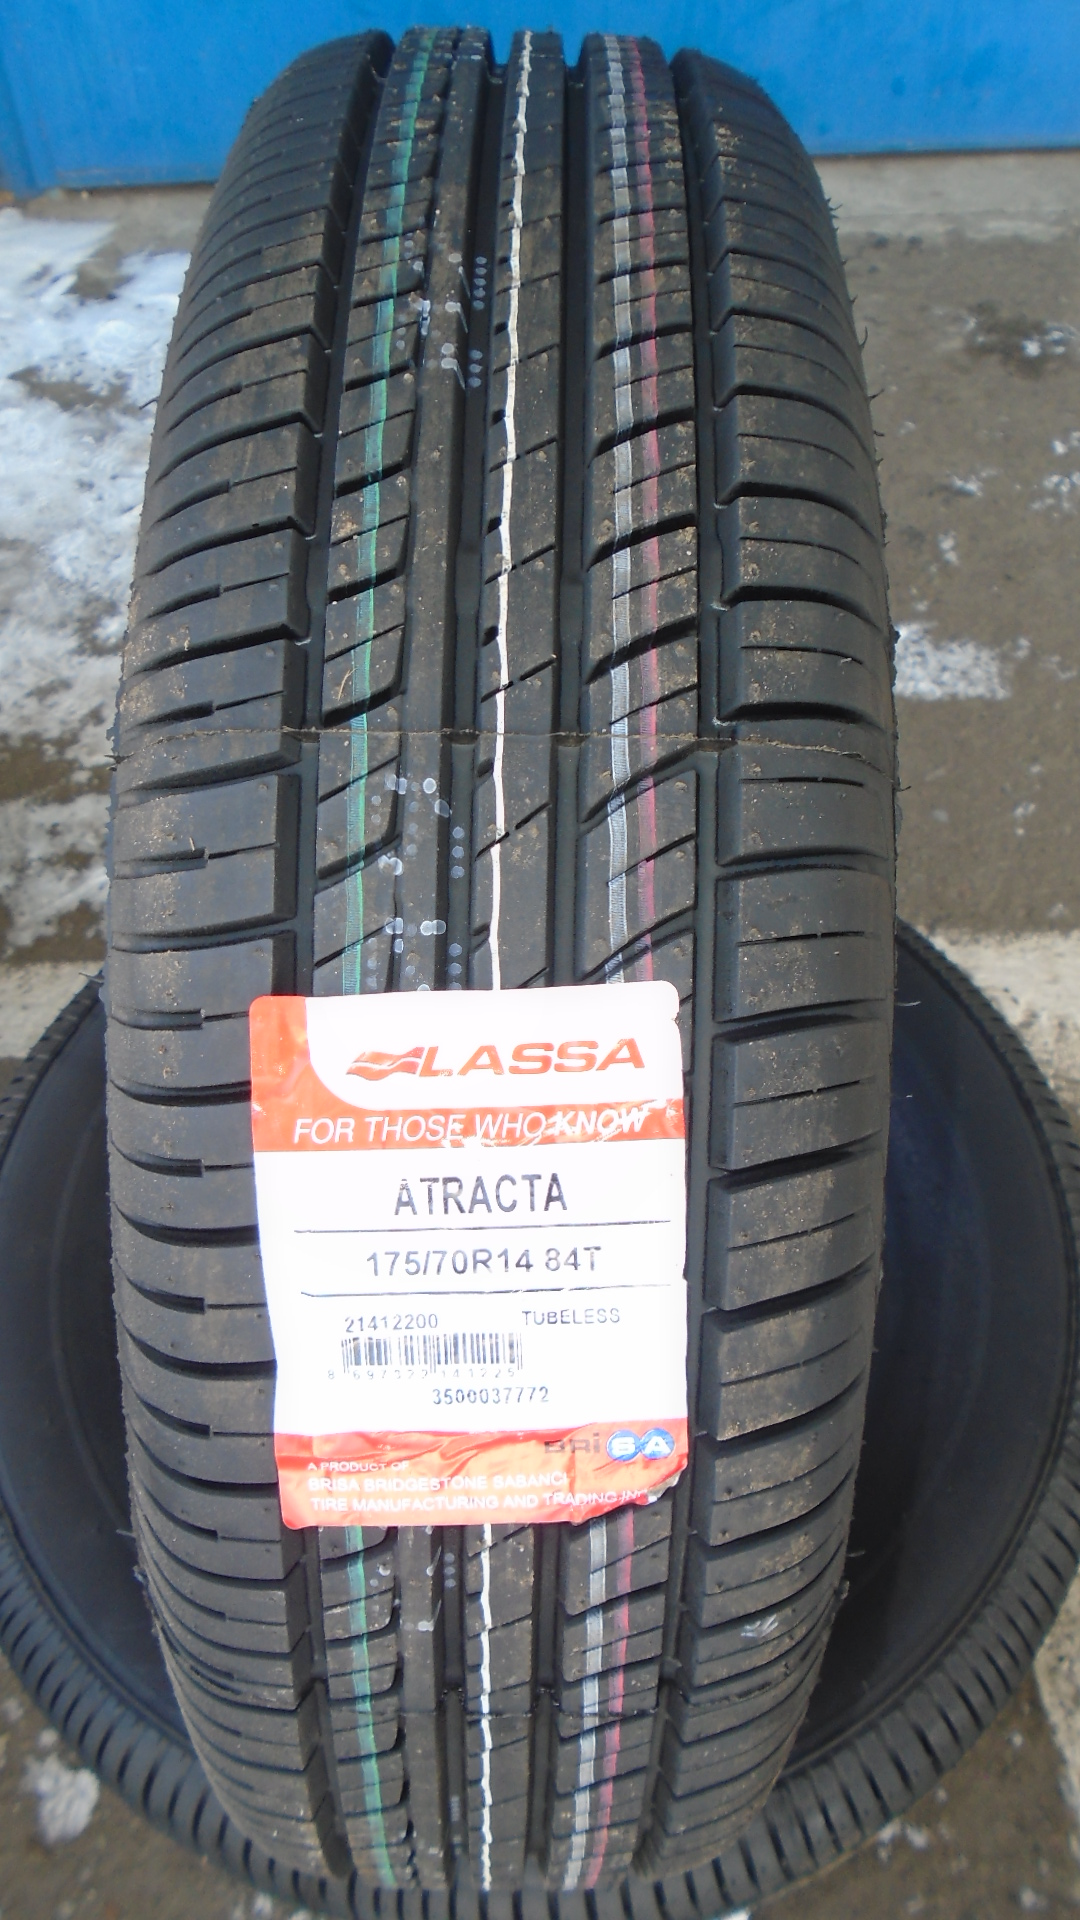 LASSA
FOR THOSE WHO KNOW
ATRACTA
175/70R14 84T
21412200 TUBELESS
3500037772
BRiSA
A PRODUCT OF
BRISA BRIDGESTONE SABANCI
TIRE MANUFACTURING AND TRADING